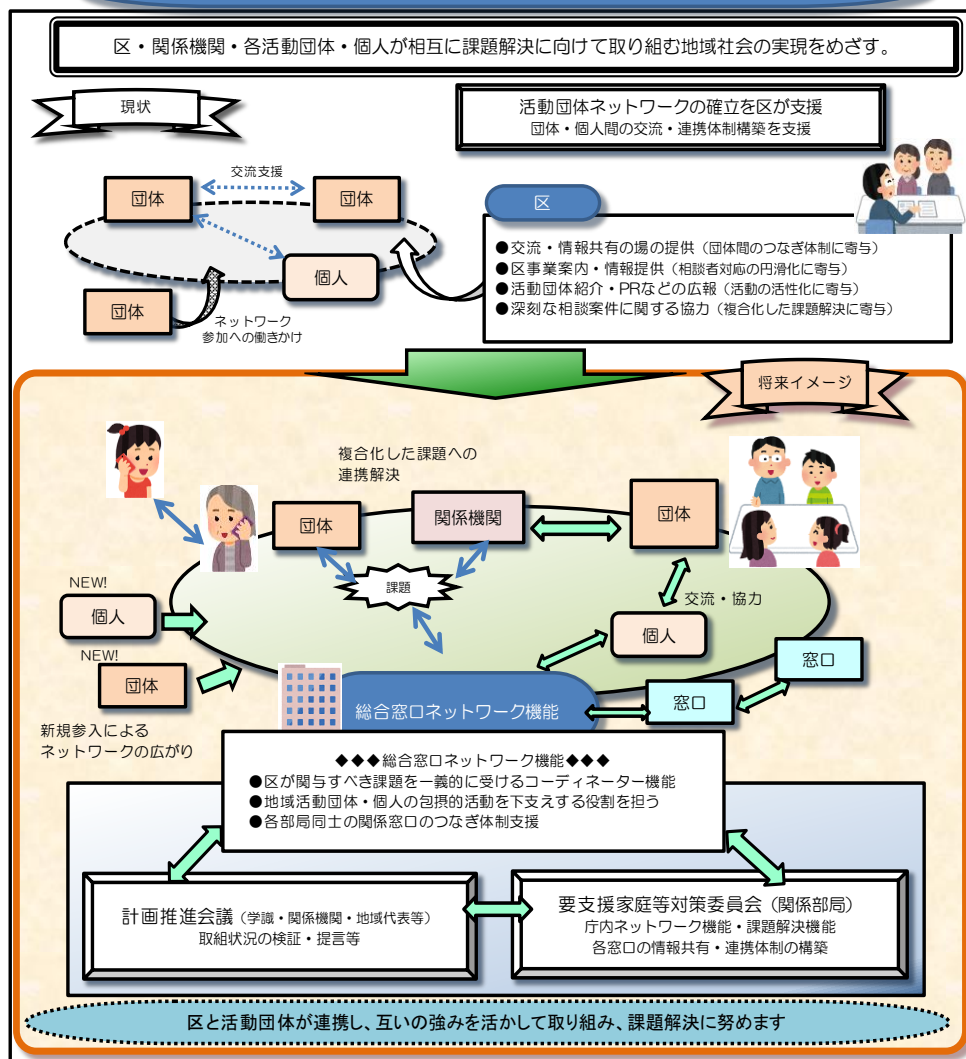 区・関係機関・各活動団体・個人が相互に課題解決に向けて取り組む地域社会の実現をめざす。
現状
活動団体ネットワークの確立を区が支援
団体・個人間の交流・連携体制構築を支援
交流支援
団体
団体
個人
団体
ネットワーク
参加への働きかけ
区
●交流・情報共有の場の提供（団体間のつなぎ体制に寄与）
●区事業案内・情報提供（相談者対応の円滑化に寄与）
●活動団体紹介・PRなどの広報（活動の活性化に寄与）
●深刻な相談案件に関する協力（複合化した課題解決に寄与）
将来イメージ
複合化した課題への
連携解決
団体
関係機関
団体
課題
NEW!
個人
交流・協力
個人
NEW!
団体
窓口
窓口
新規参入による
ネットワークの広がり
総合窓口ネットワーク機能
◆◆◆総合窓口ネットワーク機能◆◆◆
●区が関与すべき課題を一義的に受けるコーディネーター機能
●地域活動団体・個人の包摂的活動を下支えする役割を担う
●各部局同士の関係窓口のつなぎ体制支援
計画推進会議（学識・関係機関・地域代表等）
取組状況の検証・提言等
要支援家庭等対策委員会（関係部局）
庁内ネットワーク機能・課題解決機能
各窓口の情報共有・連携体制の構築
区と活動団体が連携し、互いの強みを活かして取り組み、課題解決に努めます